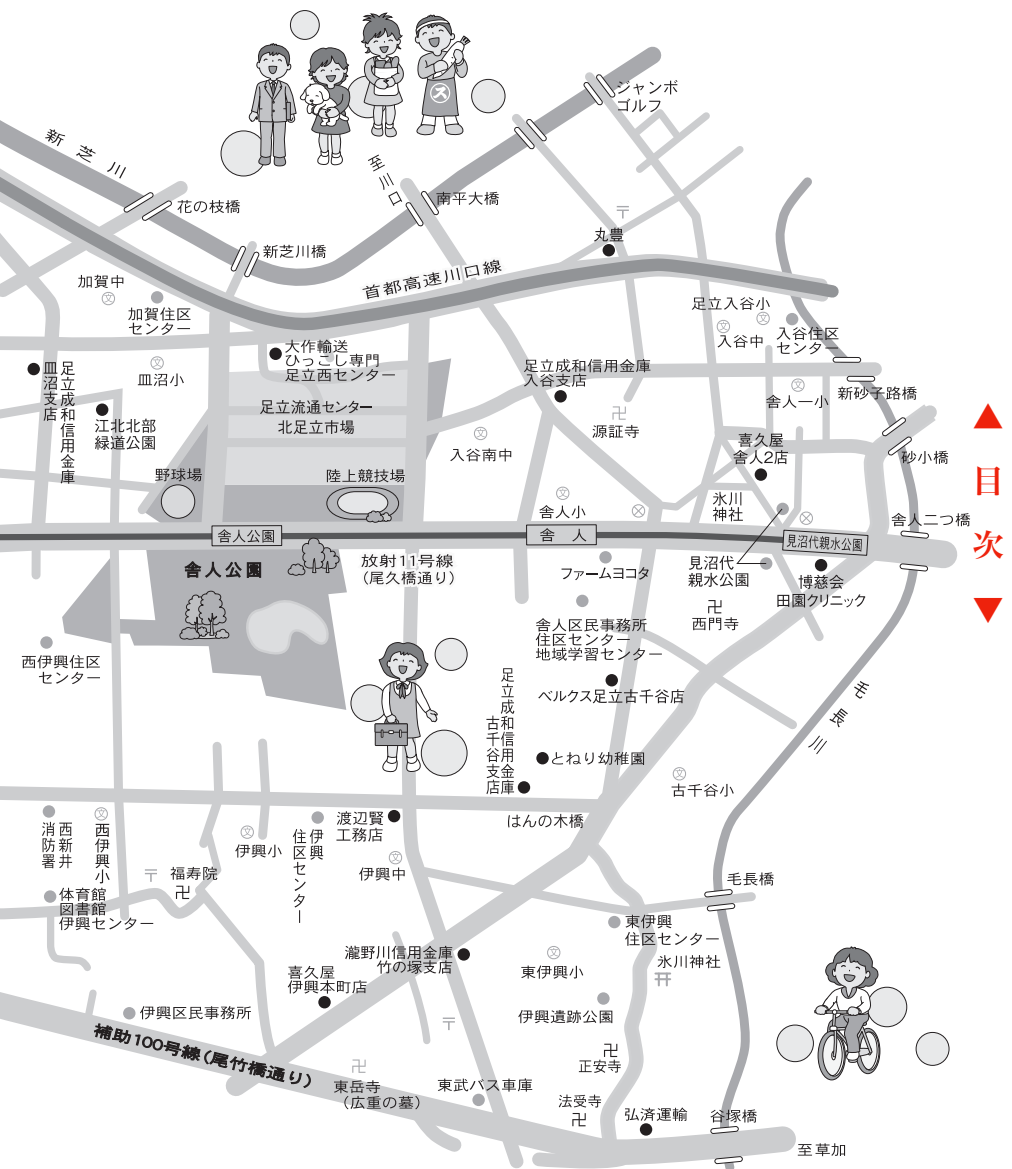 ス
ジャンボ
ゴルフ
新芝川
至川口
花の枝橋
南平大橋
新芝川橋
〒
丸豊
首都高速川口線
加賀中
文
加賀住区
センター
足立入谷小
文
文
入谷中
入谷住区
センター
大作輸送
ひっこし専門
足立西センター
足立成和信用金庫
皿沼支店
文
皿沼小
足立成和信用金庫
入谷支店
江北北部
緑道公園
足立流通センター
北足立市場
卍
源証寺
文
舎人一小
新砂子路橋
文
入谷南中
喜久屋
舎人2店
砂小橋
▲
目
次
▼
野球場
陸上競技場
文
舎人小
氷川
神社
舎人二つ橋
舎人公園
舎人
見沼代親水公園
舎人公園
放射11号線
(尾久橋通り)
ファームヨコタ
見沼代
親水公園
博慈会
田園クリニック
卍
西門寺
舎人区民事務所
住区センター
地域学習センター
西伊興住区
センター
ベルクス足立古千谷店
足立成和信用金庫
古千谷支店
毛長川
とねり幼稚園
文
古千谷小
はんの木橋
西新井
消防署
文
西伊興小
文
伊興小
伊興
住区センター
渡辺賢
工務店
文
伊興中
〒
福寿院
卍
体育館
図書館
伊興センター
毛長橋
東伊興
住区センター
瀧野川信用金庫
竹の塚支店
文
東伊興小
氷川神社
喜久屋
伊興本町店
伊興遺跡公園
伊興区民事務所
〒
補助100号線(尾竹橋通り)
卍
正安寺
卍
東岳寺
(広重の墓)
東武バス車庫
法受寺
卍
弘済運輸
谷塚橋
至草加